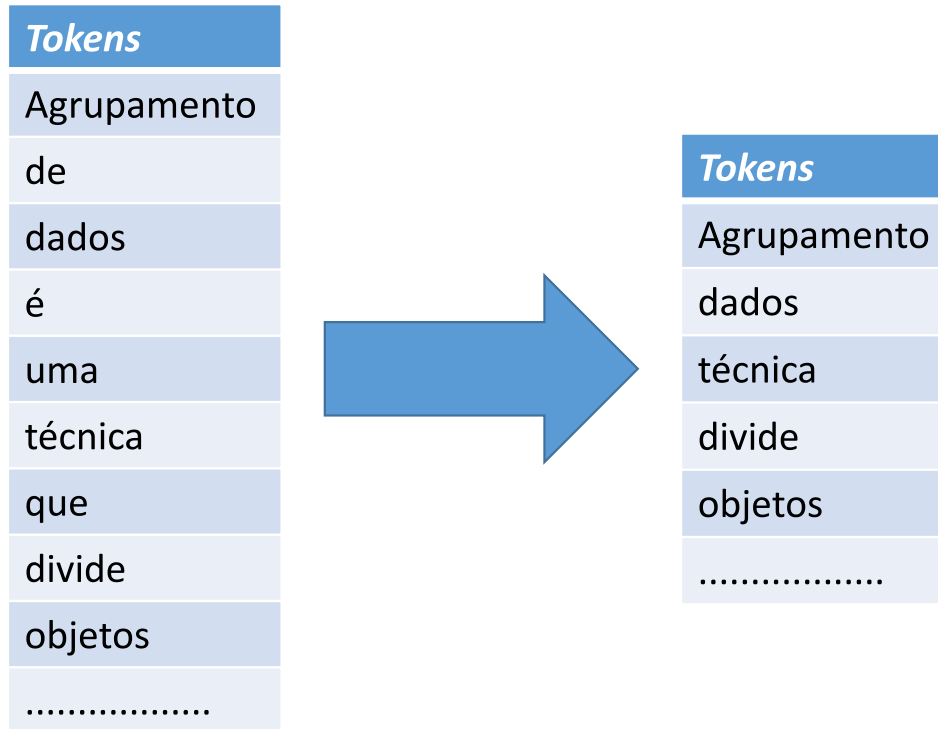 Tokens
Agrupamento
de
dados
é
uma
técnica
que
divide
objetos
..................
Tokens
Agrupamento
dados
técnica
divide
objetos
..................